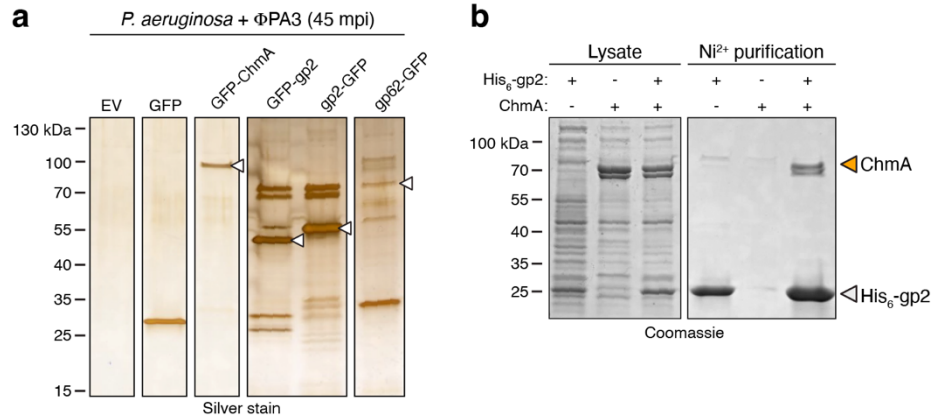 a
P. aeruginosa + ΦPA3 (45 mpi)
EV
GFP
GFP-ChmA
GFP-gp2
gp2-GFP
gp62-GFP
130 kDa
100
70
55
40
35
25
15
Silver stain
b
Lysate
Ni²⁺ purification
His₆-gp2: + - + + - +
ChmA: - + + - + +
100 kDa
70
55
40
35
25
ChmA
His₆-gp2
Coomassie